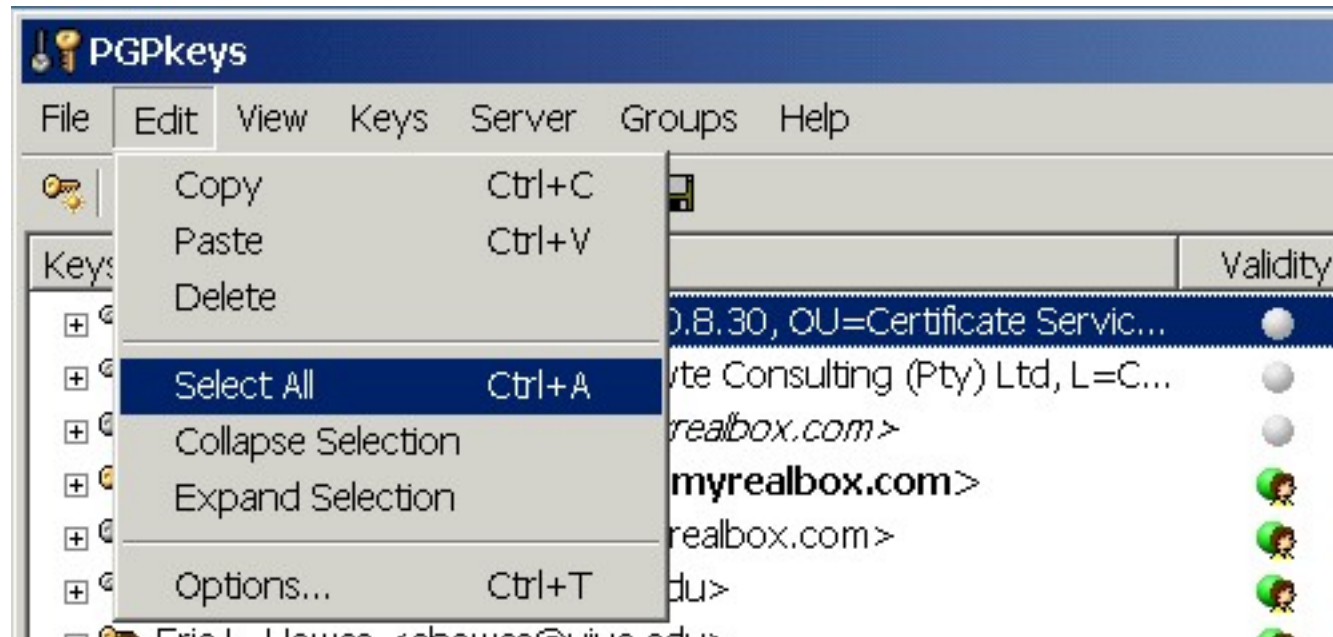 PGPkeys
File Edit View Keys Server Groups Help
Copy Ctrl+C
Paste Ctrl+V
Keys Validity
Delete
0.8.30, OU=Certificate Servic...
Select All Ctrl+A
Consulting (Pty) Ltd, L=C...
realbox.com>
Collapse Selection
myrealbox.com>
Expand Selection
realbox.com>
Options... Ctrl+T
du>